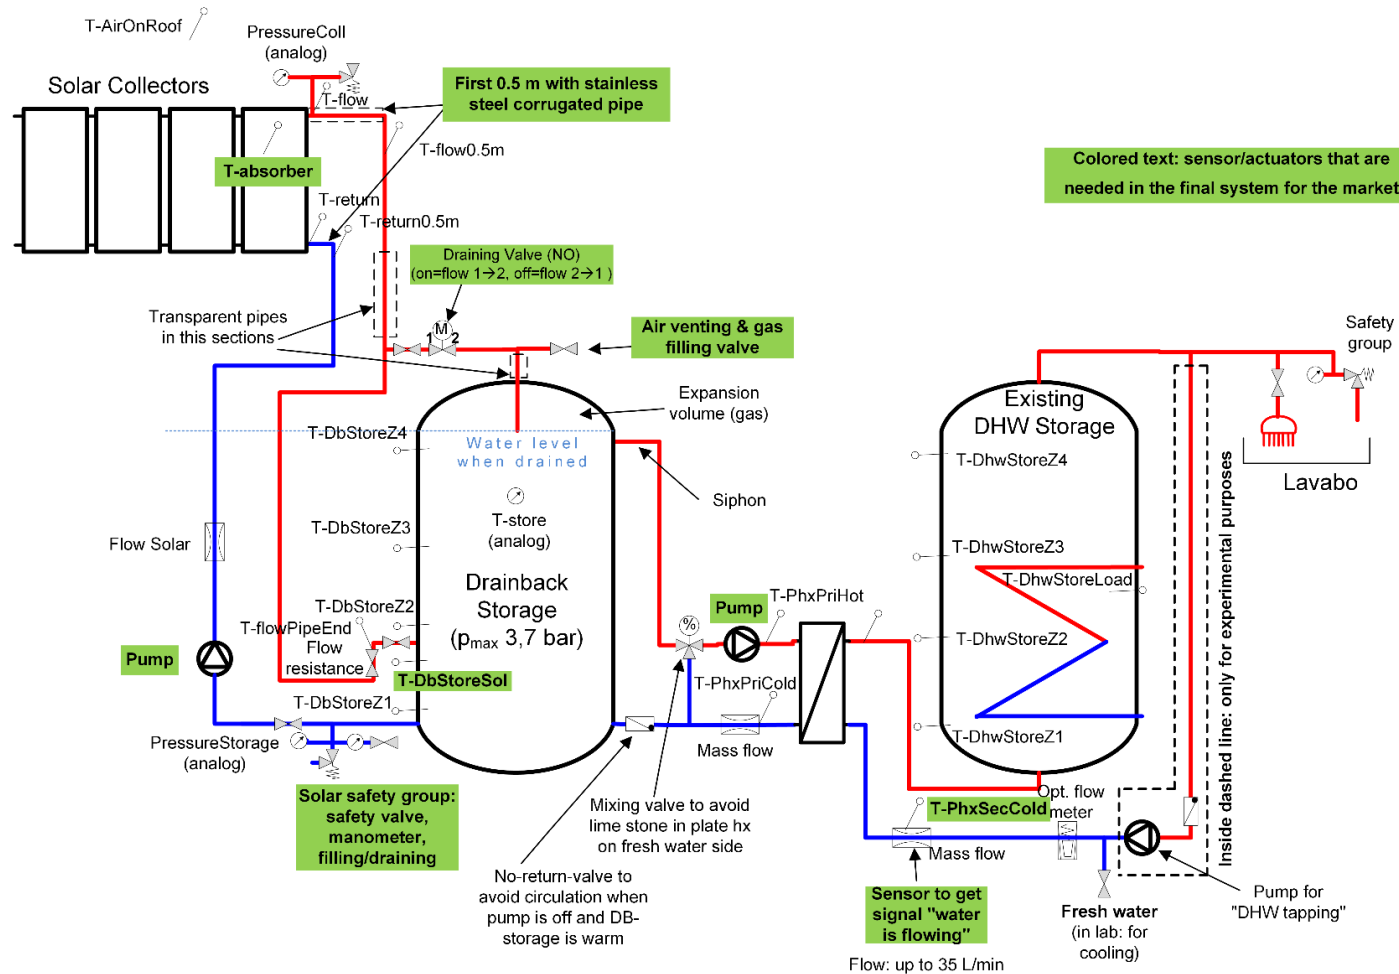 T-AirOnRoof
PressureColl
(analog)
Solar Collectors
T-flow
First 0.5 m with stainless
steel corrugated pipe
T-flow0.5m
T-absorber
T-return
T-return0.5m
Colored text: sensor/actuators that are
needed in the final system for the market
Draining Valve (NO)
(on=flow 1→2, off=flow 2→1 )
M
1
2
Transparent pipes
in this sections
Air venting & gas
filling valve
Safety
group
Expansion
volume (gas)
Existing
DHW Storage
T-DbStoreZ4
Water level
when drained
T-DhwStoreZ4
Siphon
Lavabo
T-store
(analog)
T-DbStoreZ3
Flow Solar
T-DhwStoreZ3
T-DhwStoreLoad
Drainback
Storage
(pmax 3,7 bar)
T-DbStoreZ2
T-flowPipeEnd
Flow
resistance
Pump
Pump
T-PhxPriHot
%
T-DhwStoreZ2
T-DbStoreSol
T-PhxPriCold
T-DbStoreZ1
PressureStorage
(analog)
Mass flow
T-DhwStoreZ1
Inside dashed line: only for experimental purposes
Solar safety group:
safety valve,
manometer,
filling/draining
Mixing valve to avoid
lime stone in plate hx
on fresh water side
T-PhxSecCold
Opt. flow
meter
Mass flow
No-return-valve to
avoid circulation when
pump is off and DB-
storage is warm
Sensor to get
signal "water
is flowing"
Flow: up to 35 L/min
Fresh water
(in lab: for
cooling)
Pump for
"DHW tapping"